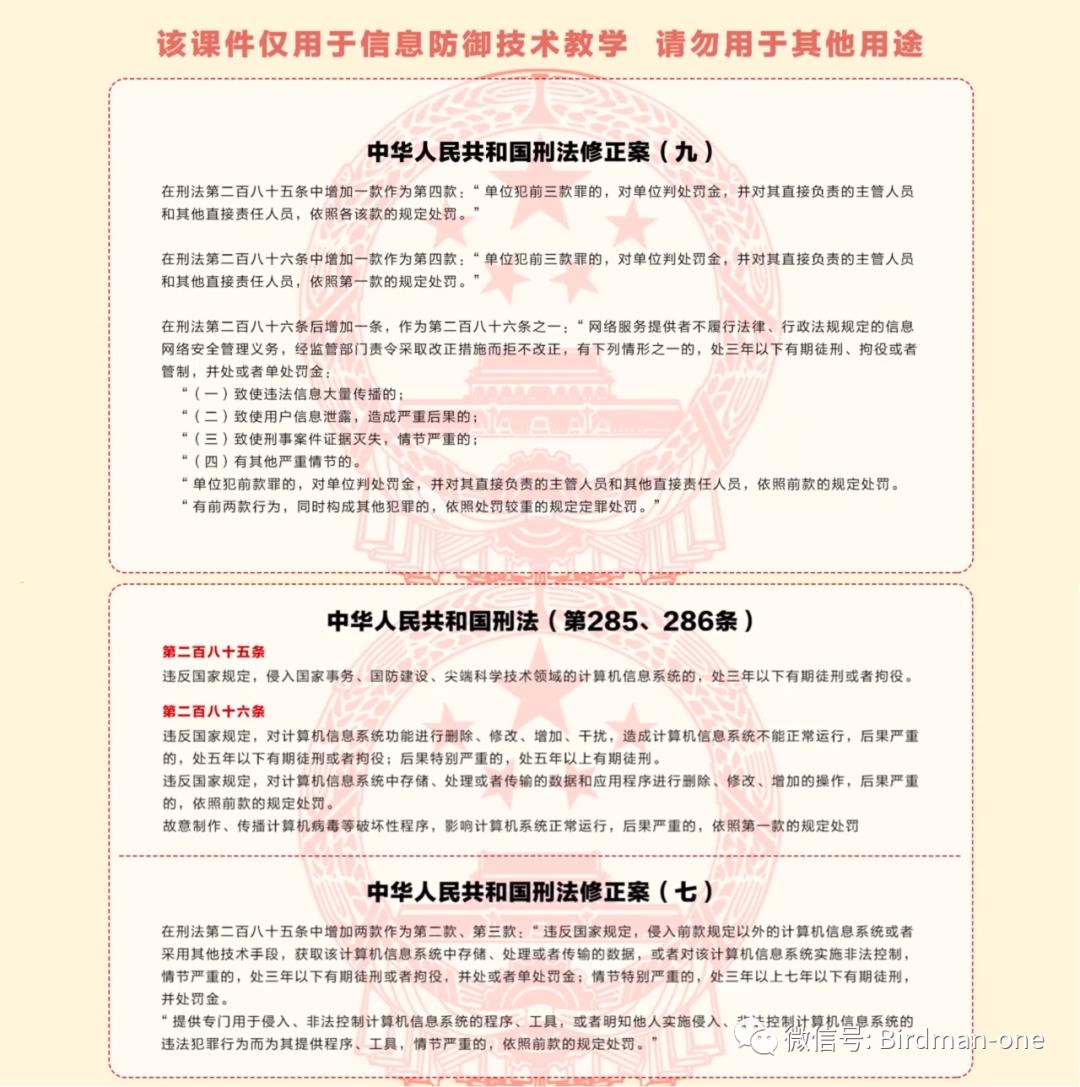 该课件仅用于信息防御技术教学 请勿用于其他用途
中华人民共和国刑法修正案（九）
在刑法第二百八十五条中增加一款作为第四款：“ 单位犯前三款罪的，对单位判处罚金，并对其直接负责的主管人员
和其他直接责任人员，依照各该款的规定处罚。”
在刑法第二百八十六条中增加一款作为第四款：“ 单位犯前三款罪的，对单位判处罚金，并对其直接负责的主管人员
和其他直接责任人员，依照第一款的规定处罚。”
在刑法第二百八十六条后增加一条，作为第二百八十六条之一：“ 网络服务提供者不履行法律、行政法规规定的信息
网络安全管理义务，经监管部门责令采取改正措施而拒不改正，有下列情形之一的，处三年以下有期徒刑、拘役或者
管制，并处或者单处罚金：
“（一）致使违法信息大量传播的；
“（二）致使用户信息泄露，造成严重后果的；
“（三）致使刑事案件证据灭失，情节严重的；
“（四）有其他严重情节的。
“ 单位犯前款罪的，对单位判处罚金，并对其直接负责的主管人员和其他直接责任人员，依照前款的规定处罚。
“ 有前两款行为，同时构成其他犯罪的，依照处罚较重的规定定罪处罚。”
中华人民共和国刑法（第285、286条）
第二百八十五条
违反国家规定，侵入国家事务、国防建设、尖端科学技术领域的计算机信息系统的，处三年以下有期徒刑或者拘役。
第二百八十六条
违反国家规定，对计算机信息系统功能进行删除、修改、增加、干扰，造成计算机信息系统不能正常运行，后果严重
的，处五年以下有期徒刑或者拘役；后果特别严重的，处五年以上有期徒刑。
违反国家规定，对计算机信息系统中存储、处理或者传输的数据和应用程序进行删除、修改、增加的操作，后果严重
的，依照前款的规定处罚。
故意制作、传播计算机病毒等破坏性程序，影响计算机系统正常运行，后果严重的，依照第一款的规定处罚
中华人民共和国刑法修正案（七）
在刑法第二百八十五条中增加两款作为第二款、第三款：“ 违反国家规定，侵入前款规定以外的计算机信息系统或者
采用其他技术手段，获取该计算机信息系统中存储、处理或者传输的数据，或者对该计算机信息系统实施非法控制，
情节严重的，处三年以下有期徒刑或者拘役，并处或者单处罚金；情节特别严重的，处三年以上七年以下有期徒刑，
并处罚金。
“ 提供专门用于侵入、非法控制计算机信息系统的程序、工具，或者明知他人实施侵入、非法控制计算机信息系统的
违法犯罪行为而为其提供程序、工具，情节严重的，依照前款的规定处罚。”
微信号: Birdman-one